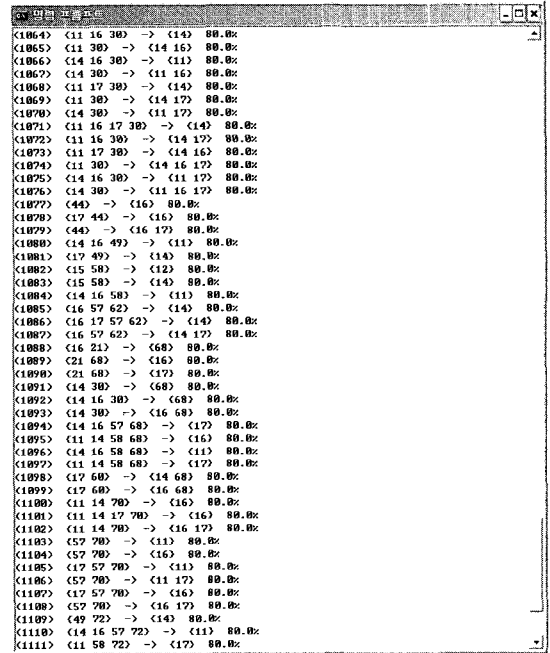 명령 프롬프트
<1064> <11 16 30> -> <14> 80.0%
<1065> <11 30> -> <14 16> 80.0%
<1066> <14 16 30> -> <11> 80.0%
<1067> <14 30> -> <11 16> 80.0%
<1068> <11 17 30> -> <14> 80.0%
<1069> <11 30> -> <14 17> 80.0%
<1070> <14 30> -> <11 17> 80.0%
<1071> <11 16 17 30> -> <14> 80.0%
<1072> <11 16 30> -> <14 17> 80.0%
<1073> <11 17 30> -> <14 16> 80.0%
<1074> <11 30> -> <14 16 17> 80.0%
<1075> <14 16 30> -> <11 17> 80.0%
<1076> <14 30> -> <11 16 17> 80.0%
<1077> <44> -> <16> 80.0%
<1078> <17 44> -> <16> 80.0%
<1079> <44> -> <16 17> 80.0%
<1080> <14 16 49> -> <11> 80.0%
<1081> <17 49> -> <14> 80.0%
<1082> <15 58> -> <12> 80.0%
<1083> <15 58> -> <14> 80.0%
<1084> <14 16 58> -> <11> 80.0%
<1085> <16 57 62> -> <14> 80.0%
<1086> <16 17 57 62> -> <14> 80.0%
<1087> <16 57 62> -> <14 17> 80.0%
<1088> <16 21> -> <68> 80.0%
<1089> <21 68> -> <16> 80.0%
<1090> <21 68> -> <17> 80.0%
<1091> <14 30> -> <68> 80.0%
<1092> <14 16 30> -> <68> 80.0%
<1093> <14 30> -> <16 68> 80.0%
<1094> <14 16 57 68> -> <17> 80.0%
<1095> <11 14 58 68> -> <16> 80.0%
<1096> <14 16 58 68> -> <11> 80.0%
<1097> <11 14 58 68> -> <17> 80.0%
<1098> <17 60> -> <14 68> 80.0%
<1099> <17 60> -> <16 68> 80.0%
<1100> <11 14 70> -> <16> 80.0%
<1101> <11 14 17 70> -> <16> 80.0%
<1102> <11 14 70> -> <16 17> 80.0%
<1103> <57 70> -> <11> 80.0%
<1104> <57 70> -> <16> 80.0%
<1105> <17 57 70> -> <11> 80.0%
<1106> <57 70> -> <11 17> 80.0%
<1107> <17 57 70> -> <16> 80.0%
<1108> <57 70> -> <16 17> 80.0%
<1109> <49 72> -> <14> 80.0%
<1110> <14 16 57 72> -> <11> 80.0%
<1111> <11 58 72> -> <17> 80.0%